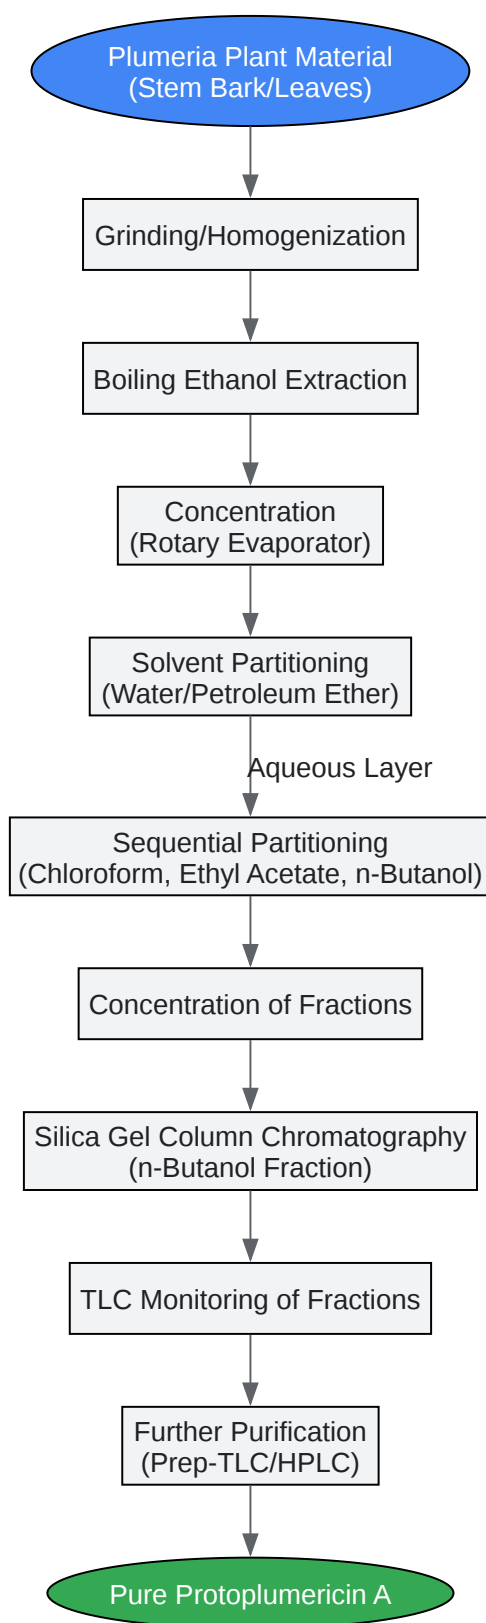 Plumeria Plant Material
(Stem Bark/Leaves)
Grinding/Homogenization
Boiling Ethanol Extraction
Concentration
(Rotary Evaporator)
Solvent Partitioning
(Water/Petroleum Ether)
Aqueous Layer
Sequential Partitioning
(Chloroform, Ethyl Acetate, n-Butanol)
Concentration of Fractions
Silica Gel Column Chromatography
(n-Butanol Fraction)
TLC Monitoring of Fractions
Further Purification
(Prep-TLC/HPLC)
Pure Protoplumericin A